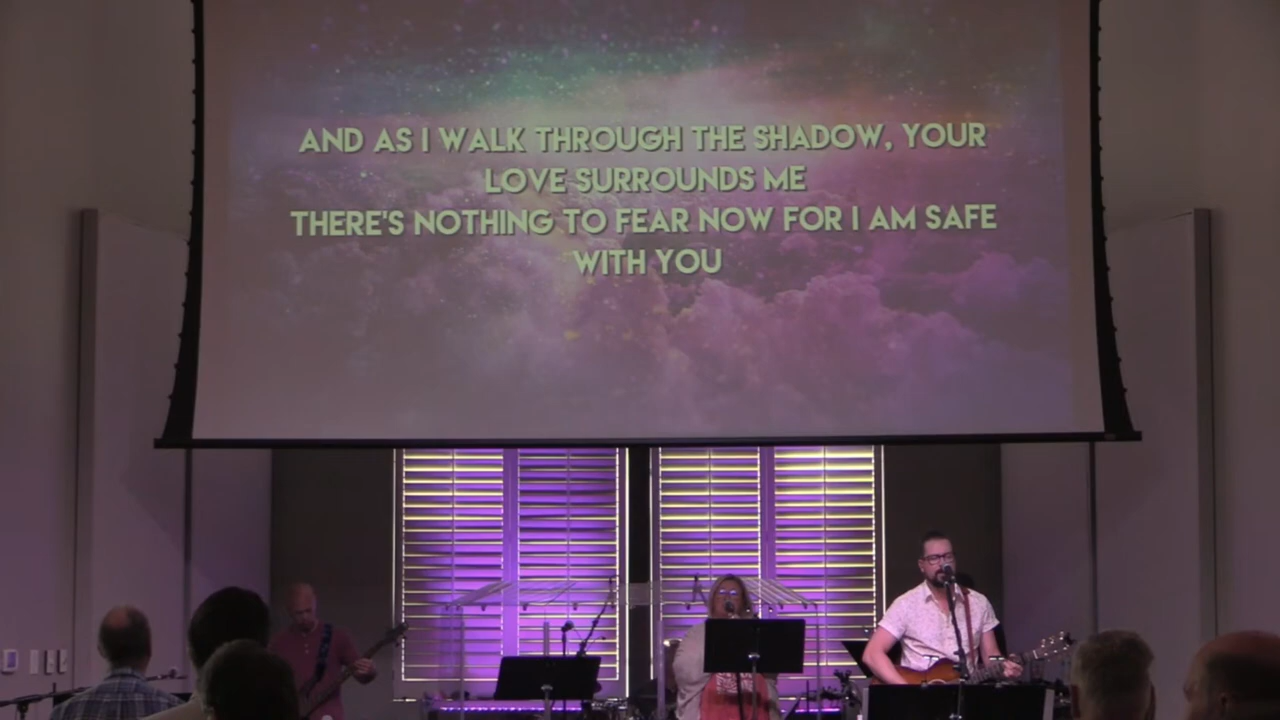 AND AS I WALK THROUGH THE SHADOW, YOUR
LOVE SURROUNDS ME
THERE'S NOTHING TO FEAR NOW FOR I AM SAFE
WITH YOU